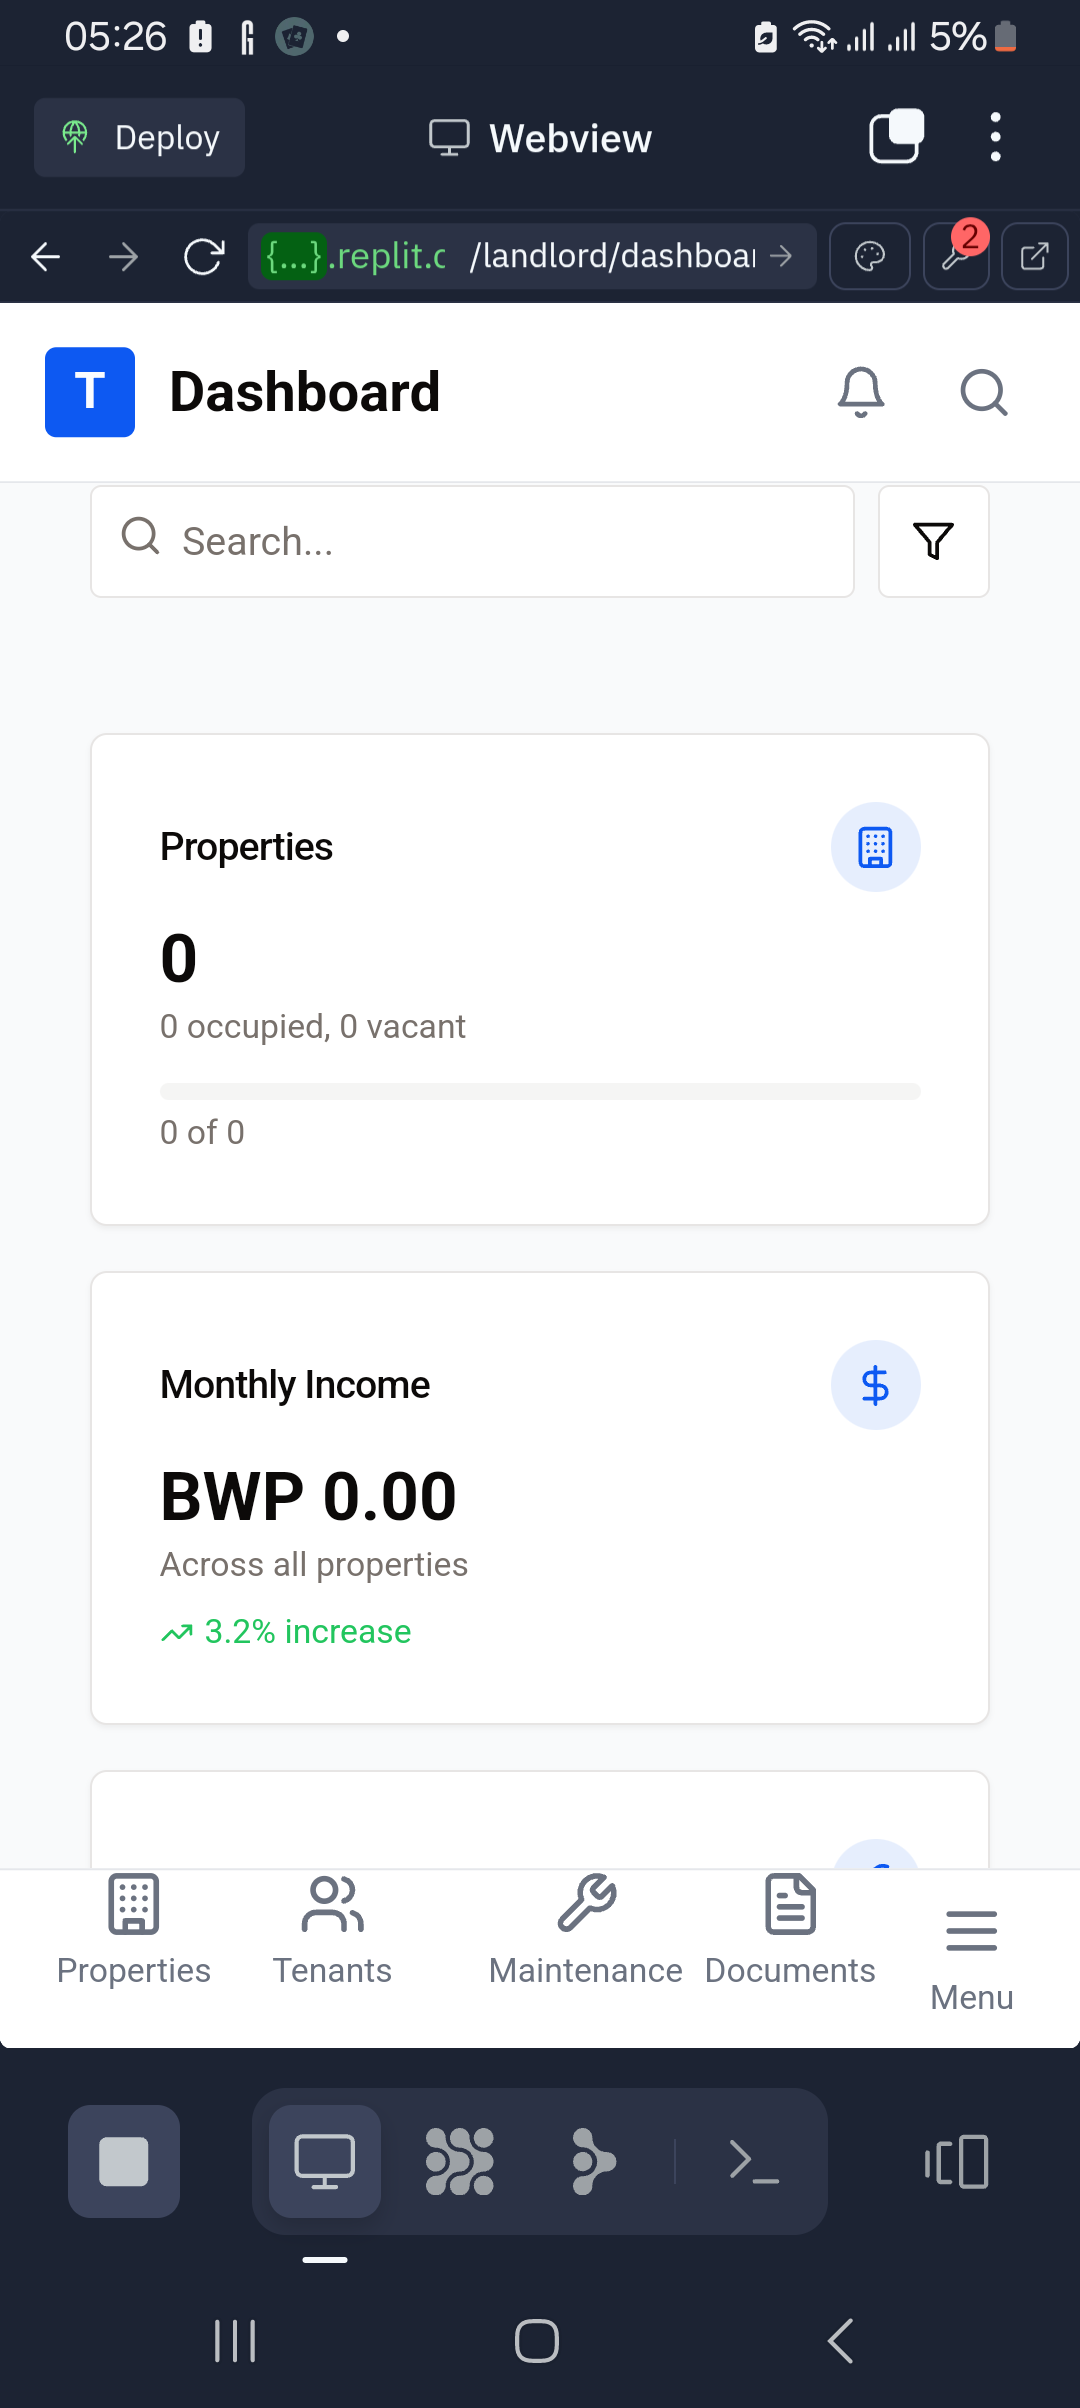 05:26 5%
Deploy Webview
{...}.replit.c /landlord/dashboar 2
T Dashboard
Search...
Properties
0
0 occupied, 0 vacant
0 of 0
Monthly Income
BWP 0.00
Across all properties
3.2% increase
Properties Tenants Maintenance Documents Menu